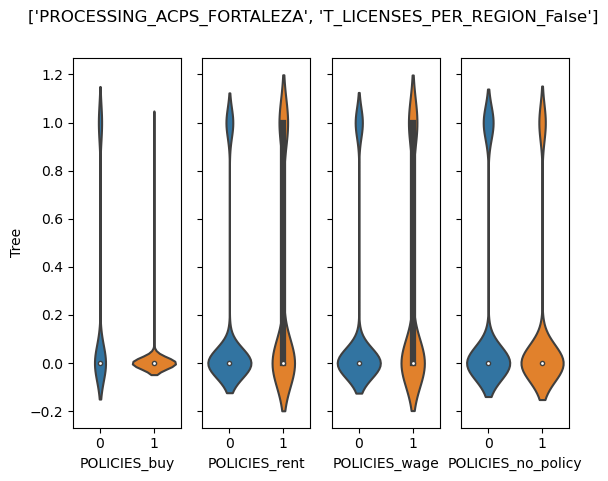 ['PROCESSING_ACPS_FORTALEZA', 'T_LICENSES_PER_REGION_False']
1.2
1.0
0.8
0.6
0.4
0.2
0.0
−0.2
Tree
0 1 0 1 0 1 0 1
POLICIES_buy POLICIES_rent POLICIES_wage POLICIES_no_policy